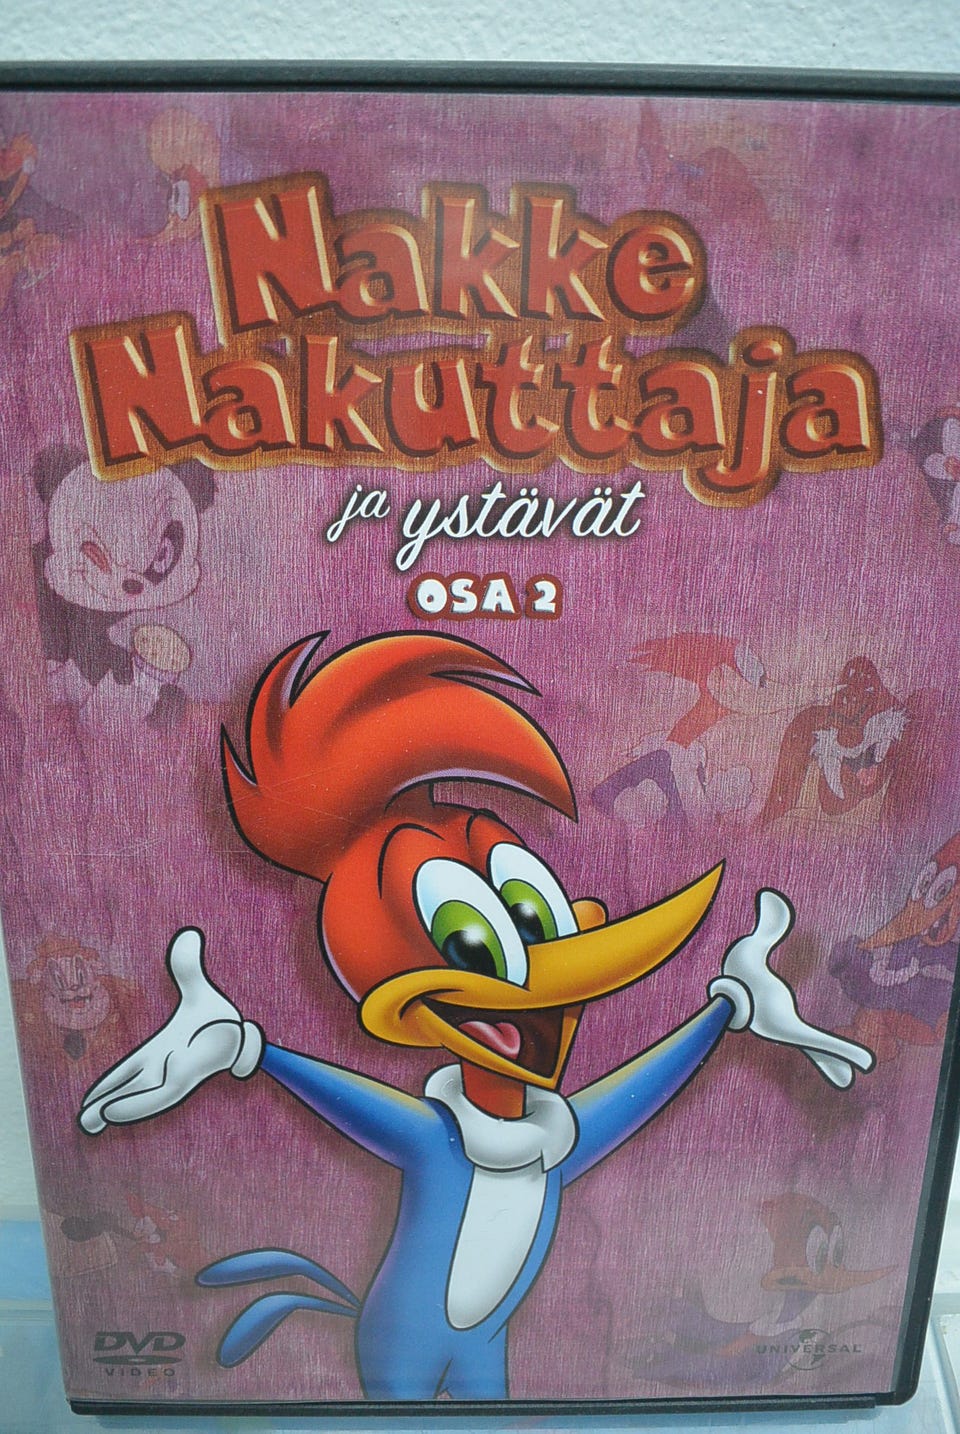 Nakke
Nakuttaja
ja ystävät
OSA 2
DVD
VIDEO
UNIVERSAL